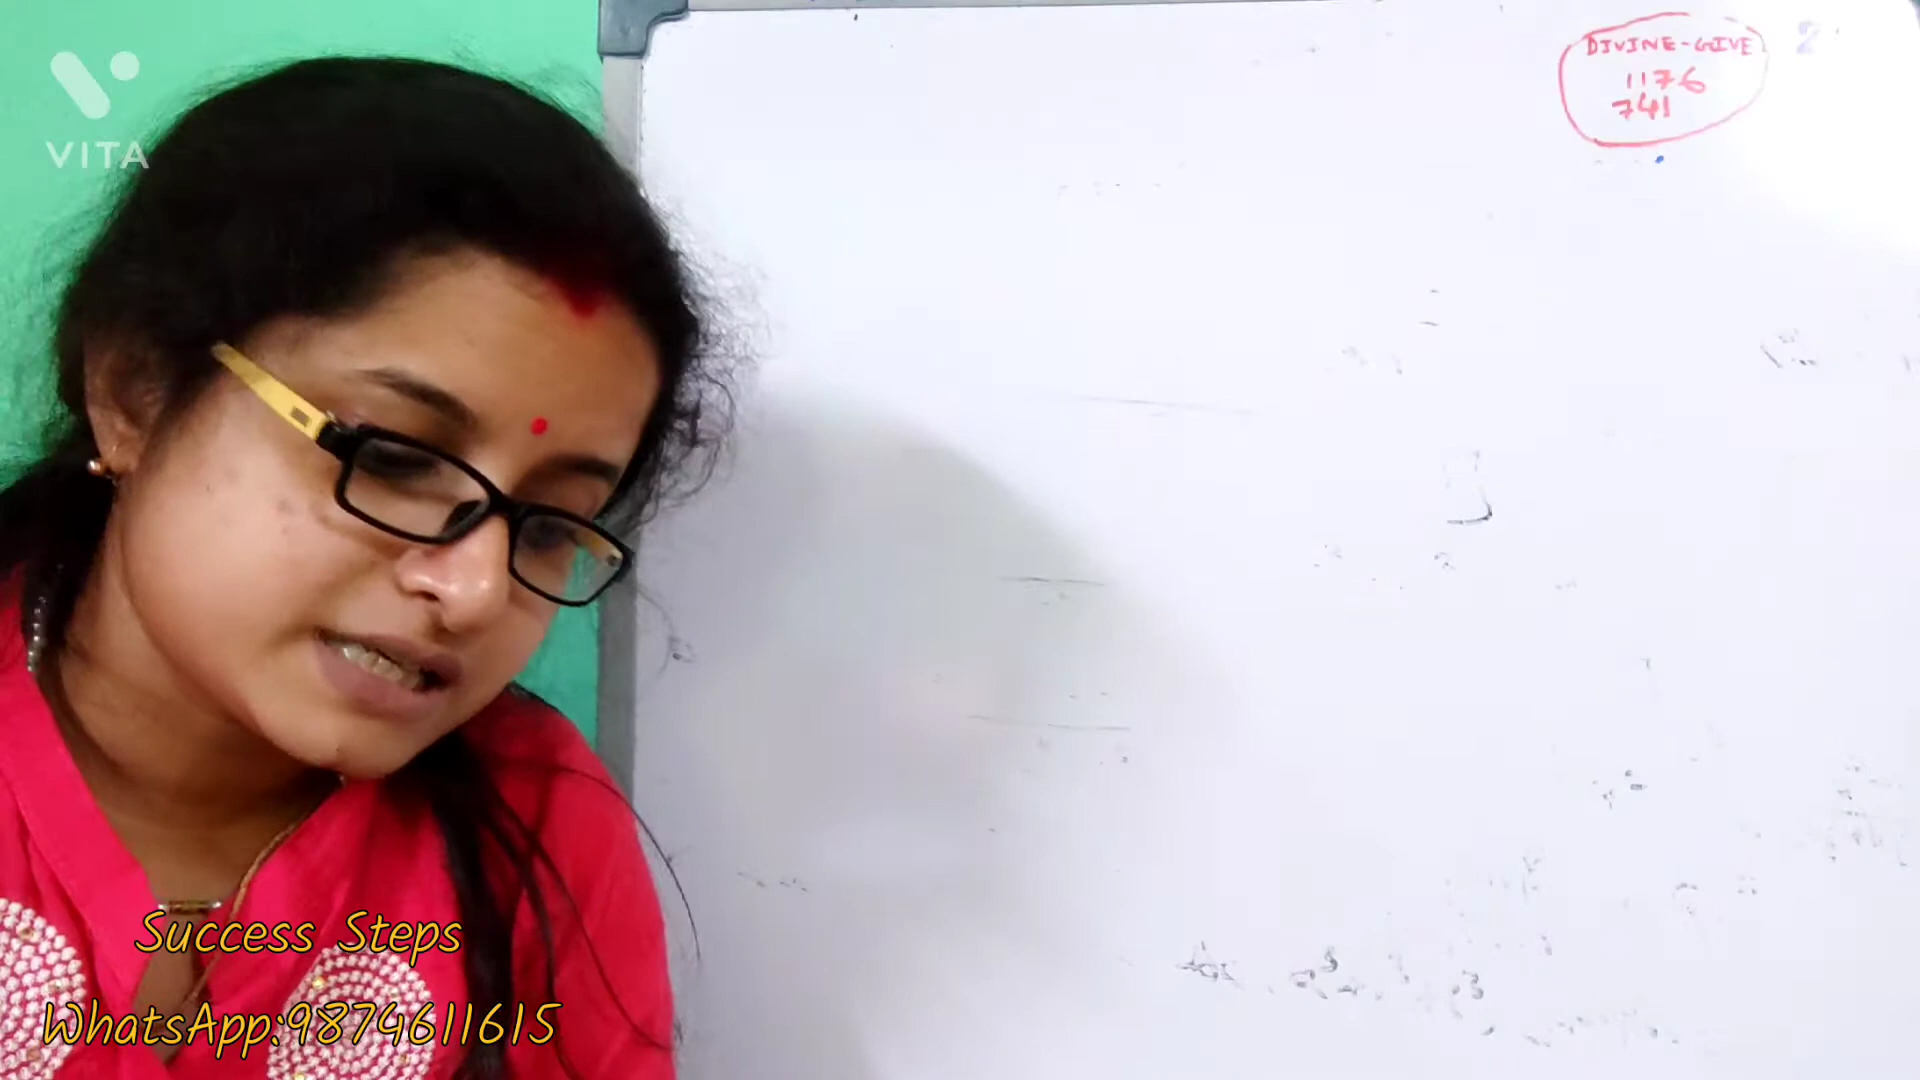 VITA
DIVINE-GIVE
1176
741
Success Steps
WhatsApp:9874611615